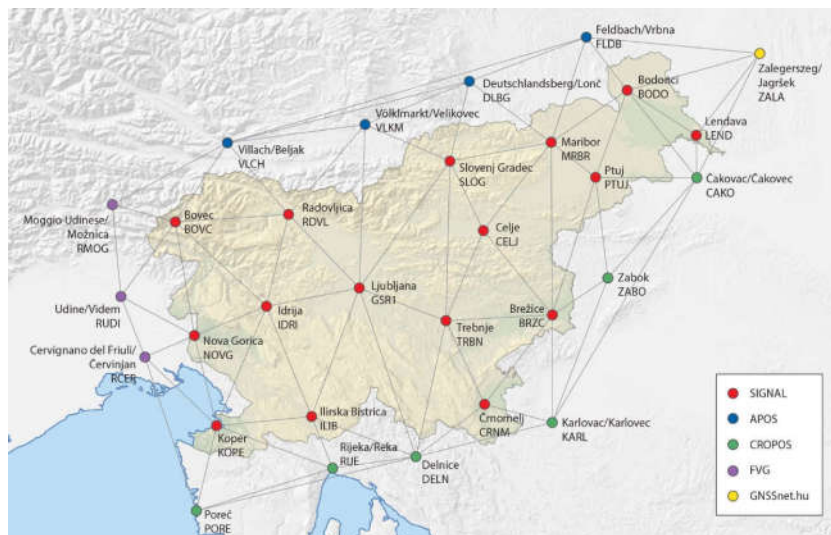 Feldbach/Vrbna
FLDB
Zalegerszeg/
Jagršek
ZALA
Bodonci
BODO
Deutschlandsberg/Lonč
DLBG
Völklmarkt/Velikovec
VLKM
Lendava
LEND
Maribor
MRBR
Villach/Beljak
VLCH
Slovenj Gradec
SLOG
Ptuj
PTUJ
Čakovac/Čakovec
CAKO
Moggio Udinese/
Možnica
RMOG
Bovec
BOVC
Radovljica
RDVL
Celje
CELJ
Zabok
ZABO
Ljubljana
GSR1
Udine/Videm
RUDI
Idrija
IDRI
Brežice
BRZC
Trebnje
TRBN
Nova Gorica
NOVG
Cervignano del Friuli/
Červinjan
RCER
Ilirska Bistrica
ILIB
Črnomelj
CRNM
Koper
KOPE
Karlovac/Karlovec
KARL
Rijeka/Reka
RIJE
Delnice
DELN
Poreč
PORE
SIGNAL
APOS
CROPOS
FVG
GNSSnet.hu